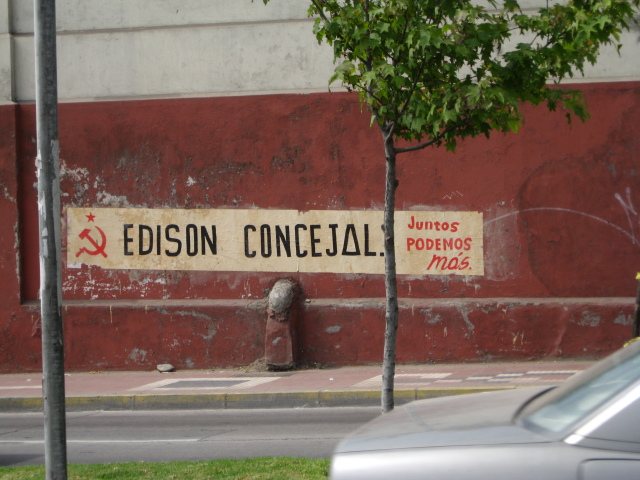 EDISON CONCEJAL
Juntos
PODEMOS
más.